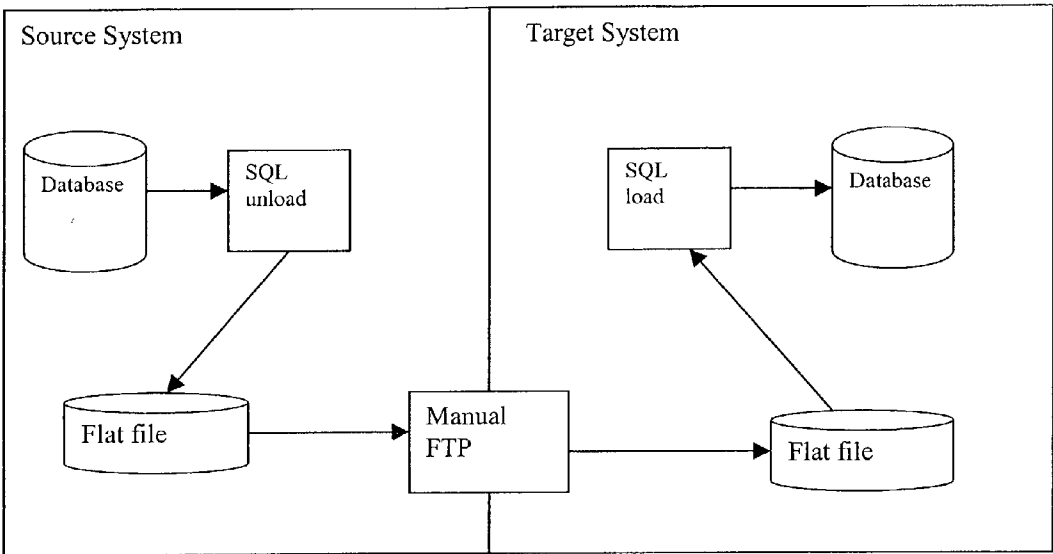 Source System
Target System
Database
SQL
unload
SQL
load
Database
Flat file
Manual
FTP
Flat file